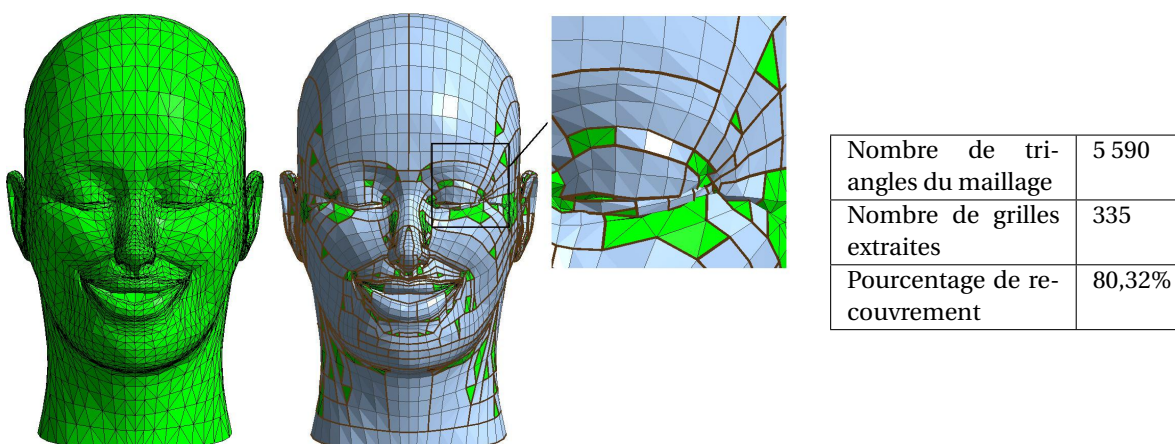 Nombre de tri-
angles du maillage
5 590
Nombre de grilles
extraites
335
Pourcentage de re-
couvrement
80,32%